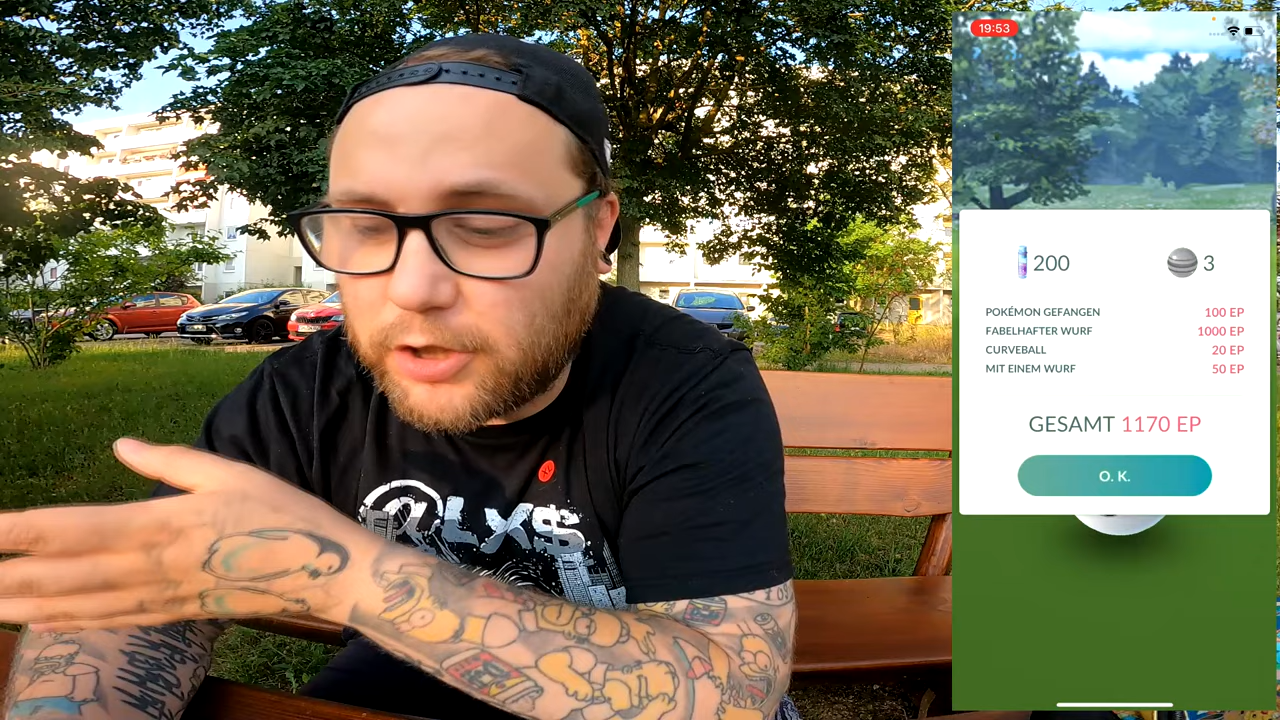 19:53
200
3
POKÉMON GEFANGEN 100 EP
FABELHAFTER WURF 1000 EP
CURVEBALL 20 EP
MIT EINEM WURF 50 EP
GESAMT 1170 EP
O. K.
@LX$